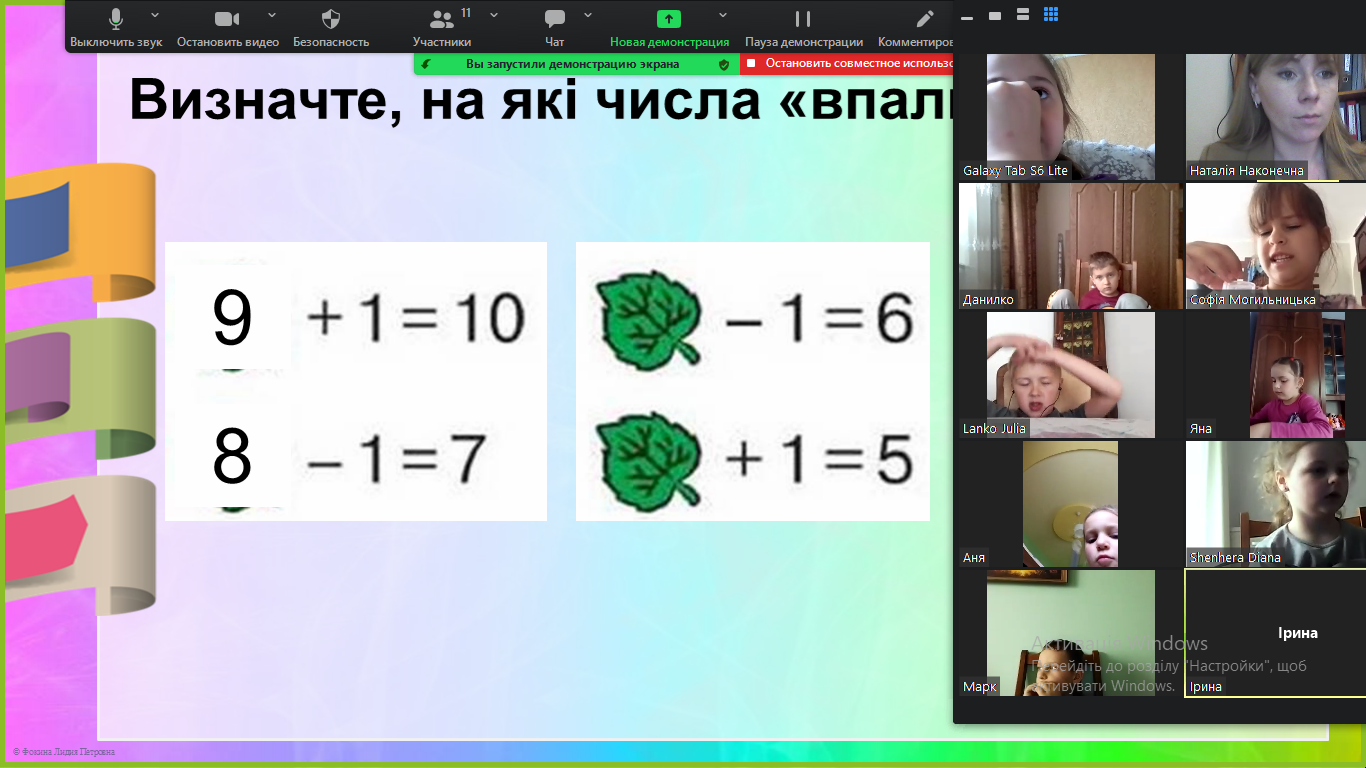 Выключить звук
Остановить видео
Безопасность
Участники
11
Чат
Новая демонстрация
Пауза демонстрации
Комментиров
Вы запустили демонстрацию экрана
Остановить совместное использо
Визначте, на які числа «впал
9 + 1 = 10
8 – 1 = 7
– 1 = 6
+ 1 = 5
Galaxy Tab S6 Lite
Наталія Наконечна
Данилко
Софія Могильницька
Lanko Julia
Яна
Аня
Shenhera Diana
Марк
Ірина
Ірина
Активація Windows
Перейдіть до розділу "Настройки", щоб
активувати Windows.
© Фокина Лидия Петровна